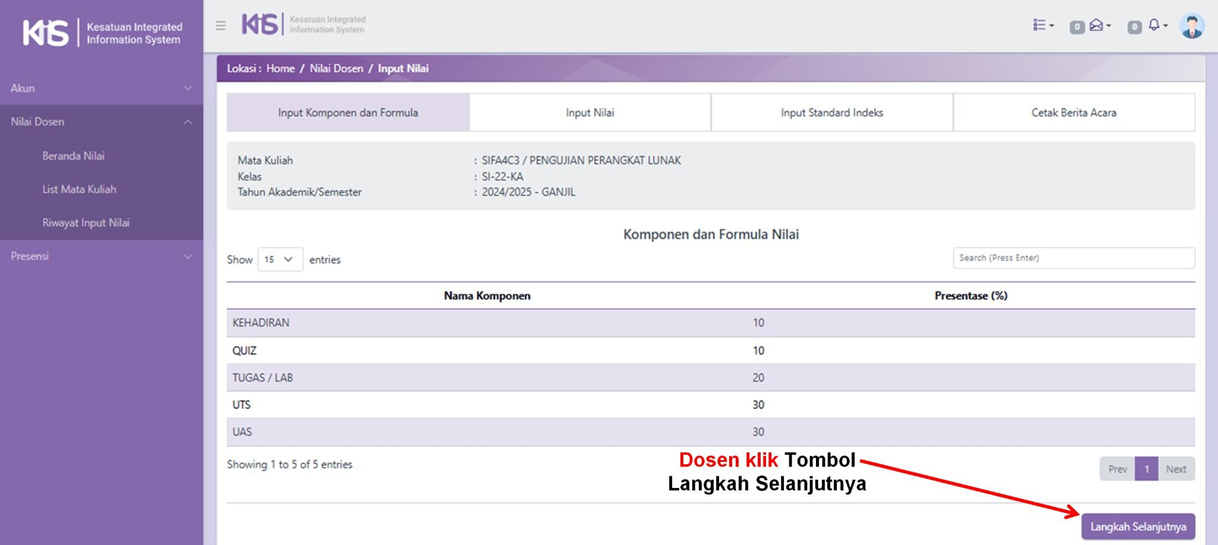 KIIS Kesatuan Integrated
Information System
KIIS Kesatuan Integrated
Information System
0
0
Akun
Nilai Dosen
Beranda Nilai
List Mata Kuliah
Riwayat Input Nilai
Presensi
Lokasi : Home / Nilai Dosen / Input Nilai
Input Komponen dan Formula Input Nilai Input Standard Indeks Cetak Berita Acara
Mata Kuliah : SIFA4C3 / PENGUJIAN PERANGKAT LUNAK
Kelas : SI-22-KA
Tahun Akademik/Semester : 2024/2025 - GANJIL
Komponen dan Formula Nilai
Show 15 entries Search (Press Enter)
Nama Komponen Presentase (%)
KEHADIRAN 10
QUIZ 10
TUGAS / LAB 20
UTS 30
UAS 30
Showing 1 to 5 of 5 entries Prev 1 Next
Dosen klik Tombol
Langkah Selanjutnya
Langkah Selanjutnya